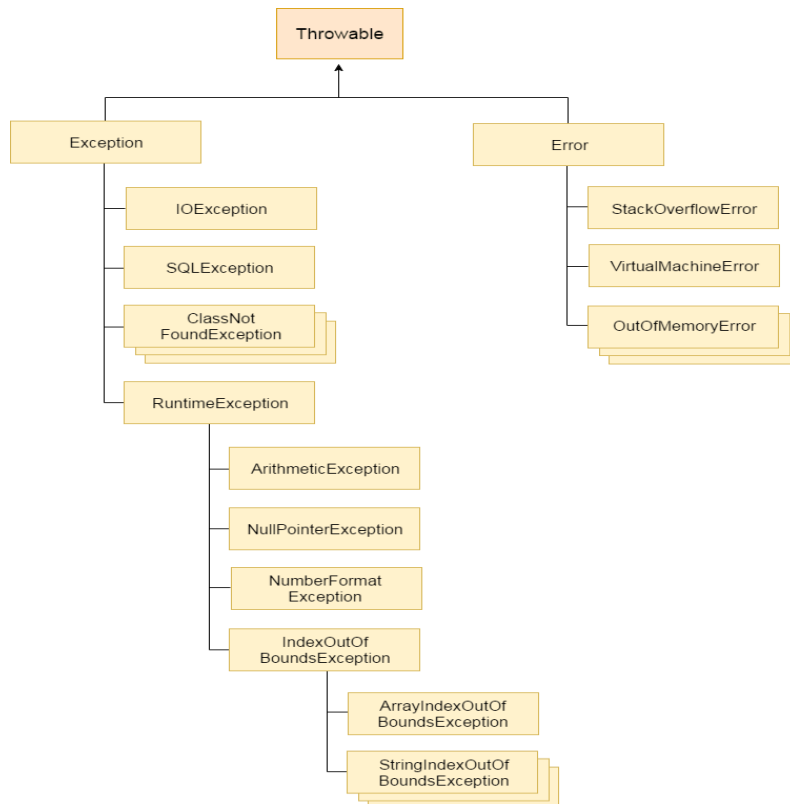 Throwable
Exception
Error
IOException
StackOverflowError
SQLException
VirtualMachineError
ClassNot
FoundException
OutOfMemoryError
RuntimeException
ArithmeticException
NullPointerException
NumberFormat
Exception
IndexOutOf
BoundsException
ArrayIndexOutOf
BoundsException
StringIndexOutOf
BoundsException